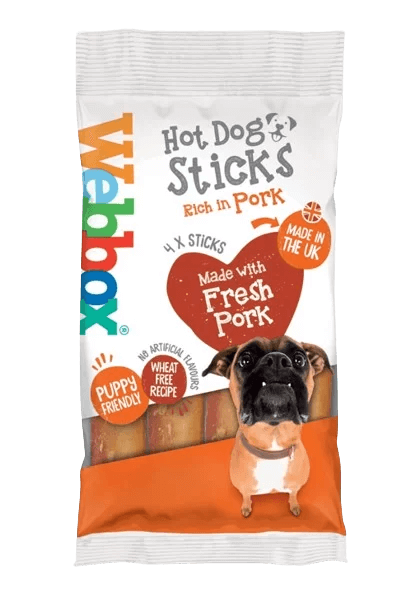 Webbox®
Hot Dog
Sticks
Rich in Pork
4 X STICKS
MADE IN
THE UK
Made with
Fresh
Pork
NO ARTIFICIAL FLAVOURS
WHEAT
FREE
RECIPE
PUPPY
FRIENDLY